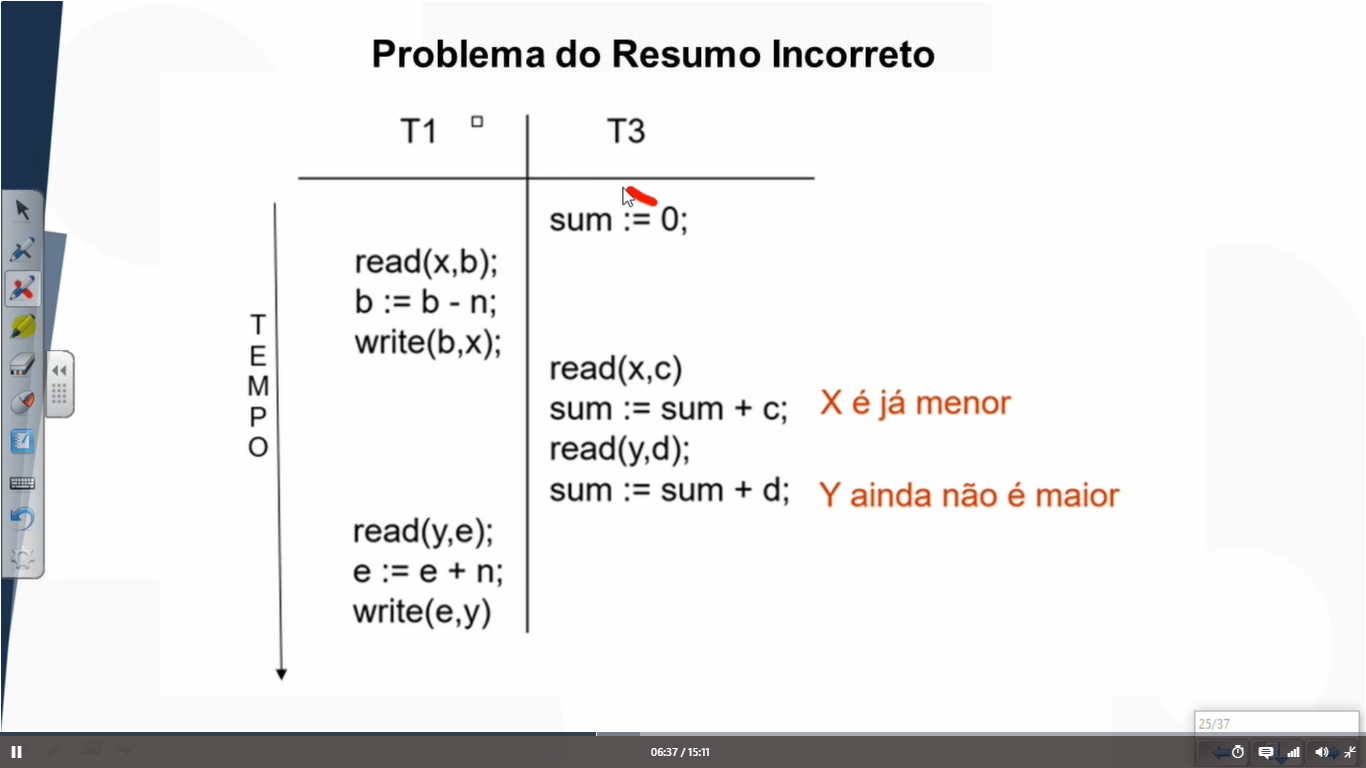 Problema do Resumo Incorreto
T1
T3
sum := 0;
read(x,b);
b := b - n;
write(b,x);
T
E
M
P
O
read(x,c)
sum := sum + c;
X é já menor
read(y,d);
sum := sum + d;
Y ainda não é maior
read(y,e);
e := e + n;
write(e,y)
25/37
06:37 / 15:11